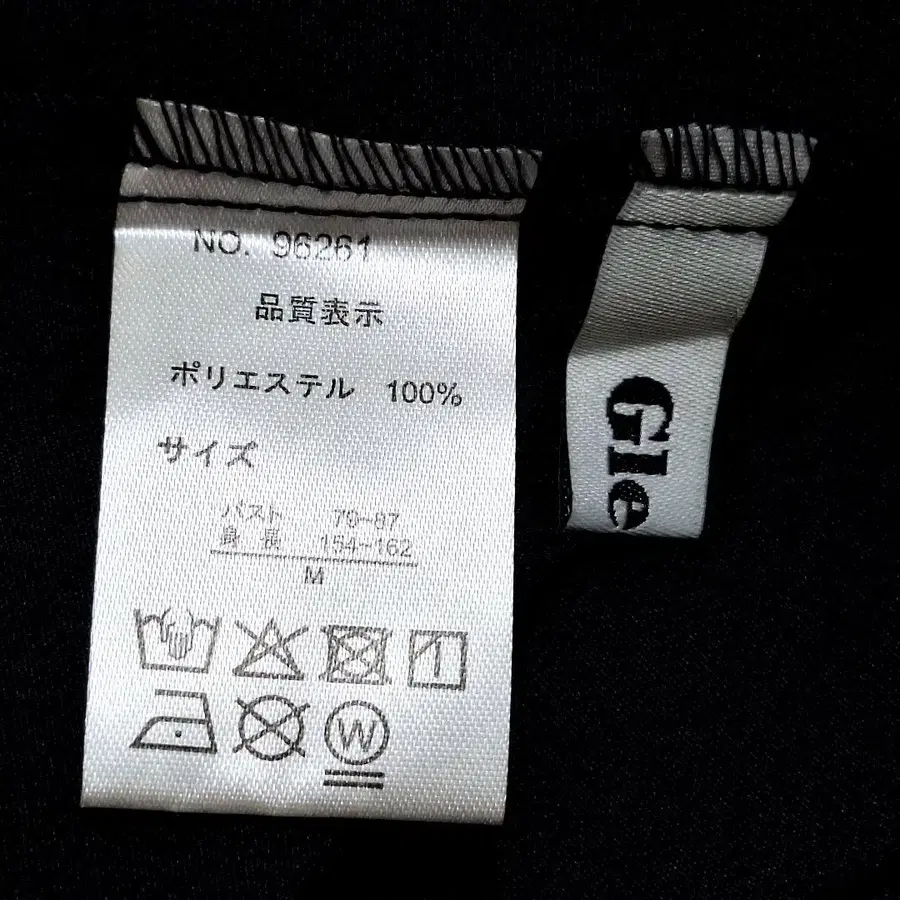 NO. 96261
品質表示
ポリエステル 100%
サイズ
バスト 79~87
身長 154~162
M
W
Gle